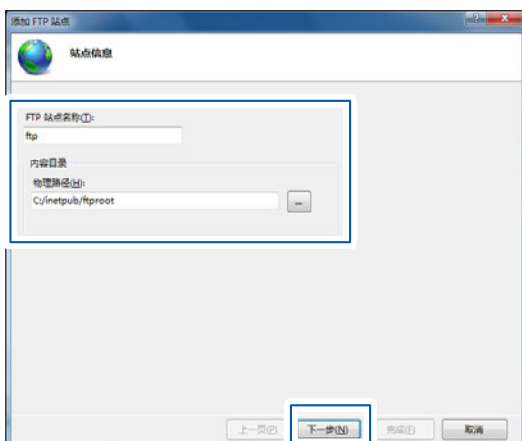 添加 FTP 站点
站点信息
FTP 站点名称(T):
ftp
内容目录
物理路径(H):
C:/inetpub/ftproot
...
上一页(P) 下一步(N) 完成(F) 取消